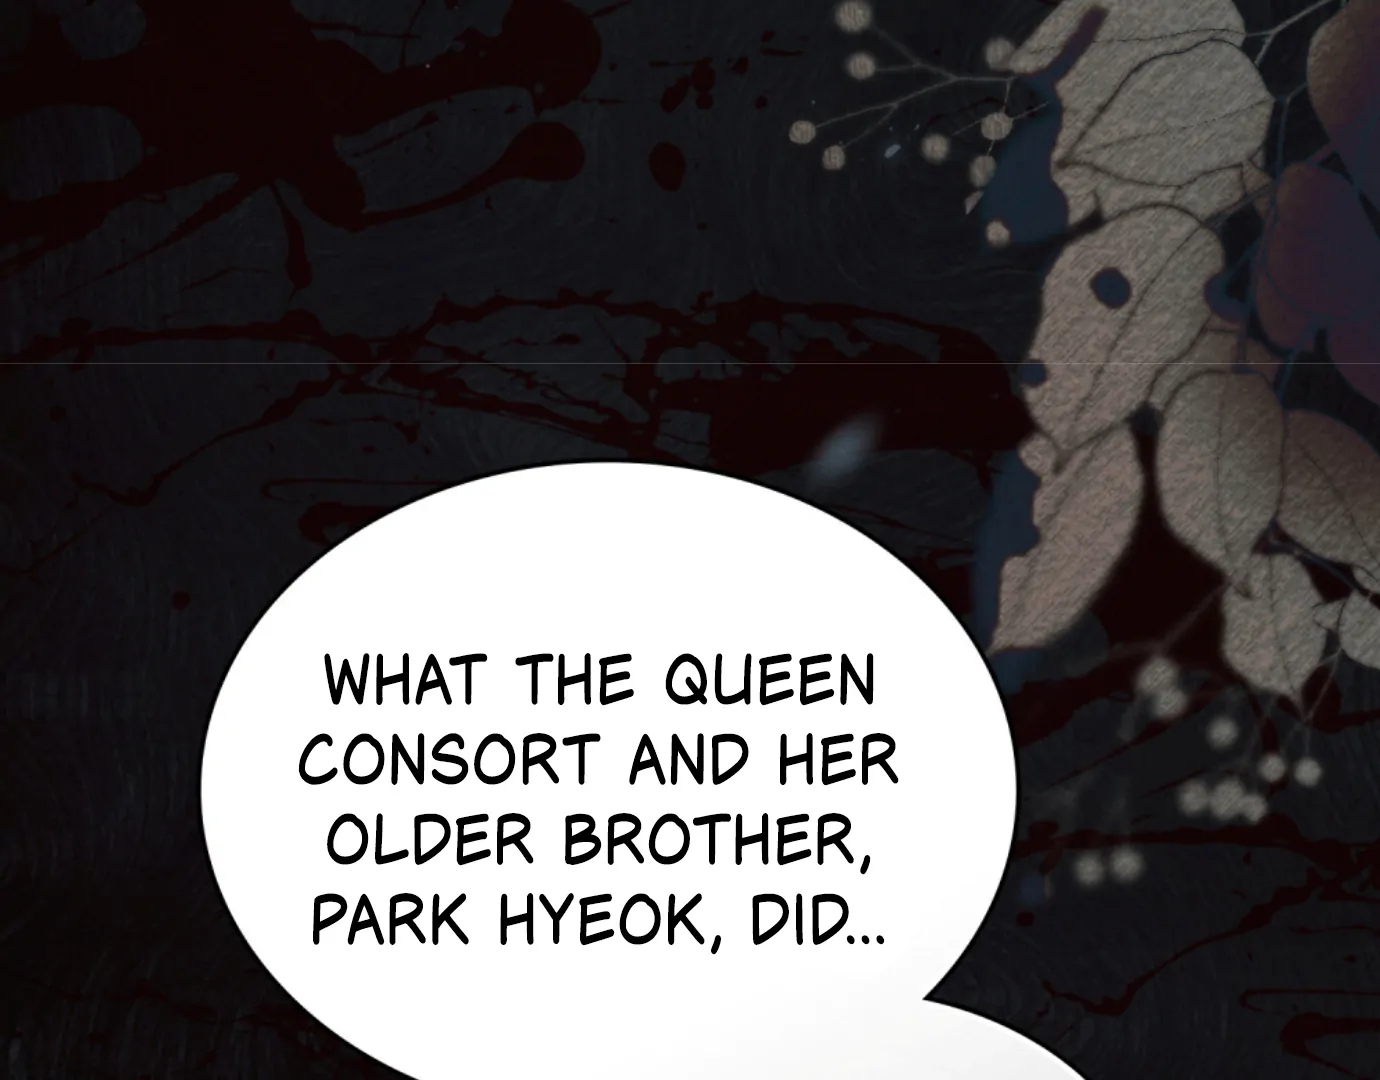 WHAT THE QUEEN
CONSORT AND HER
OLDER BROTHER,
PARK HYEOK, DID...